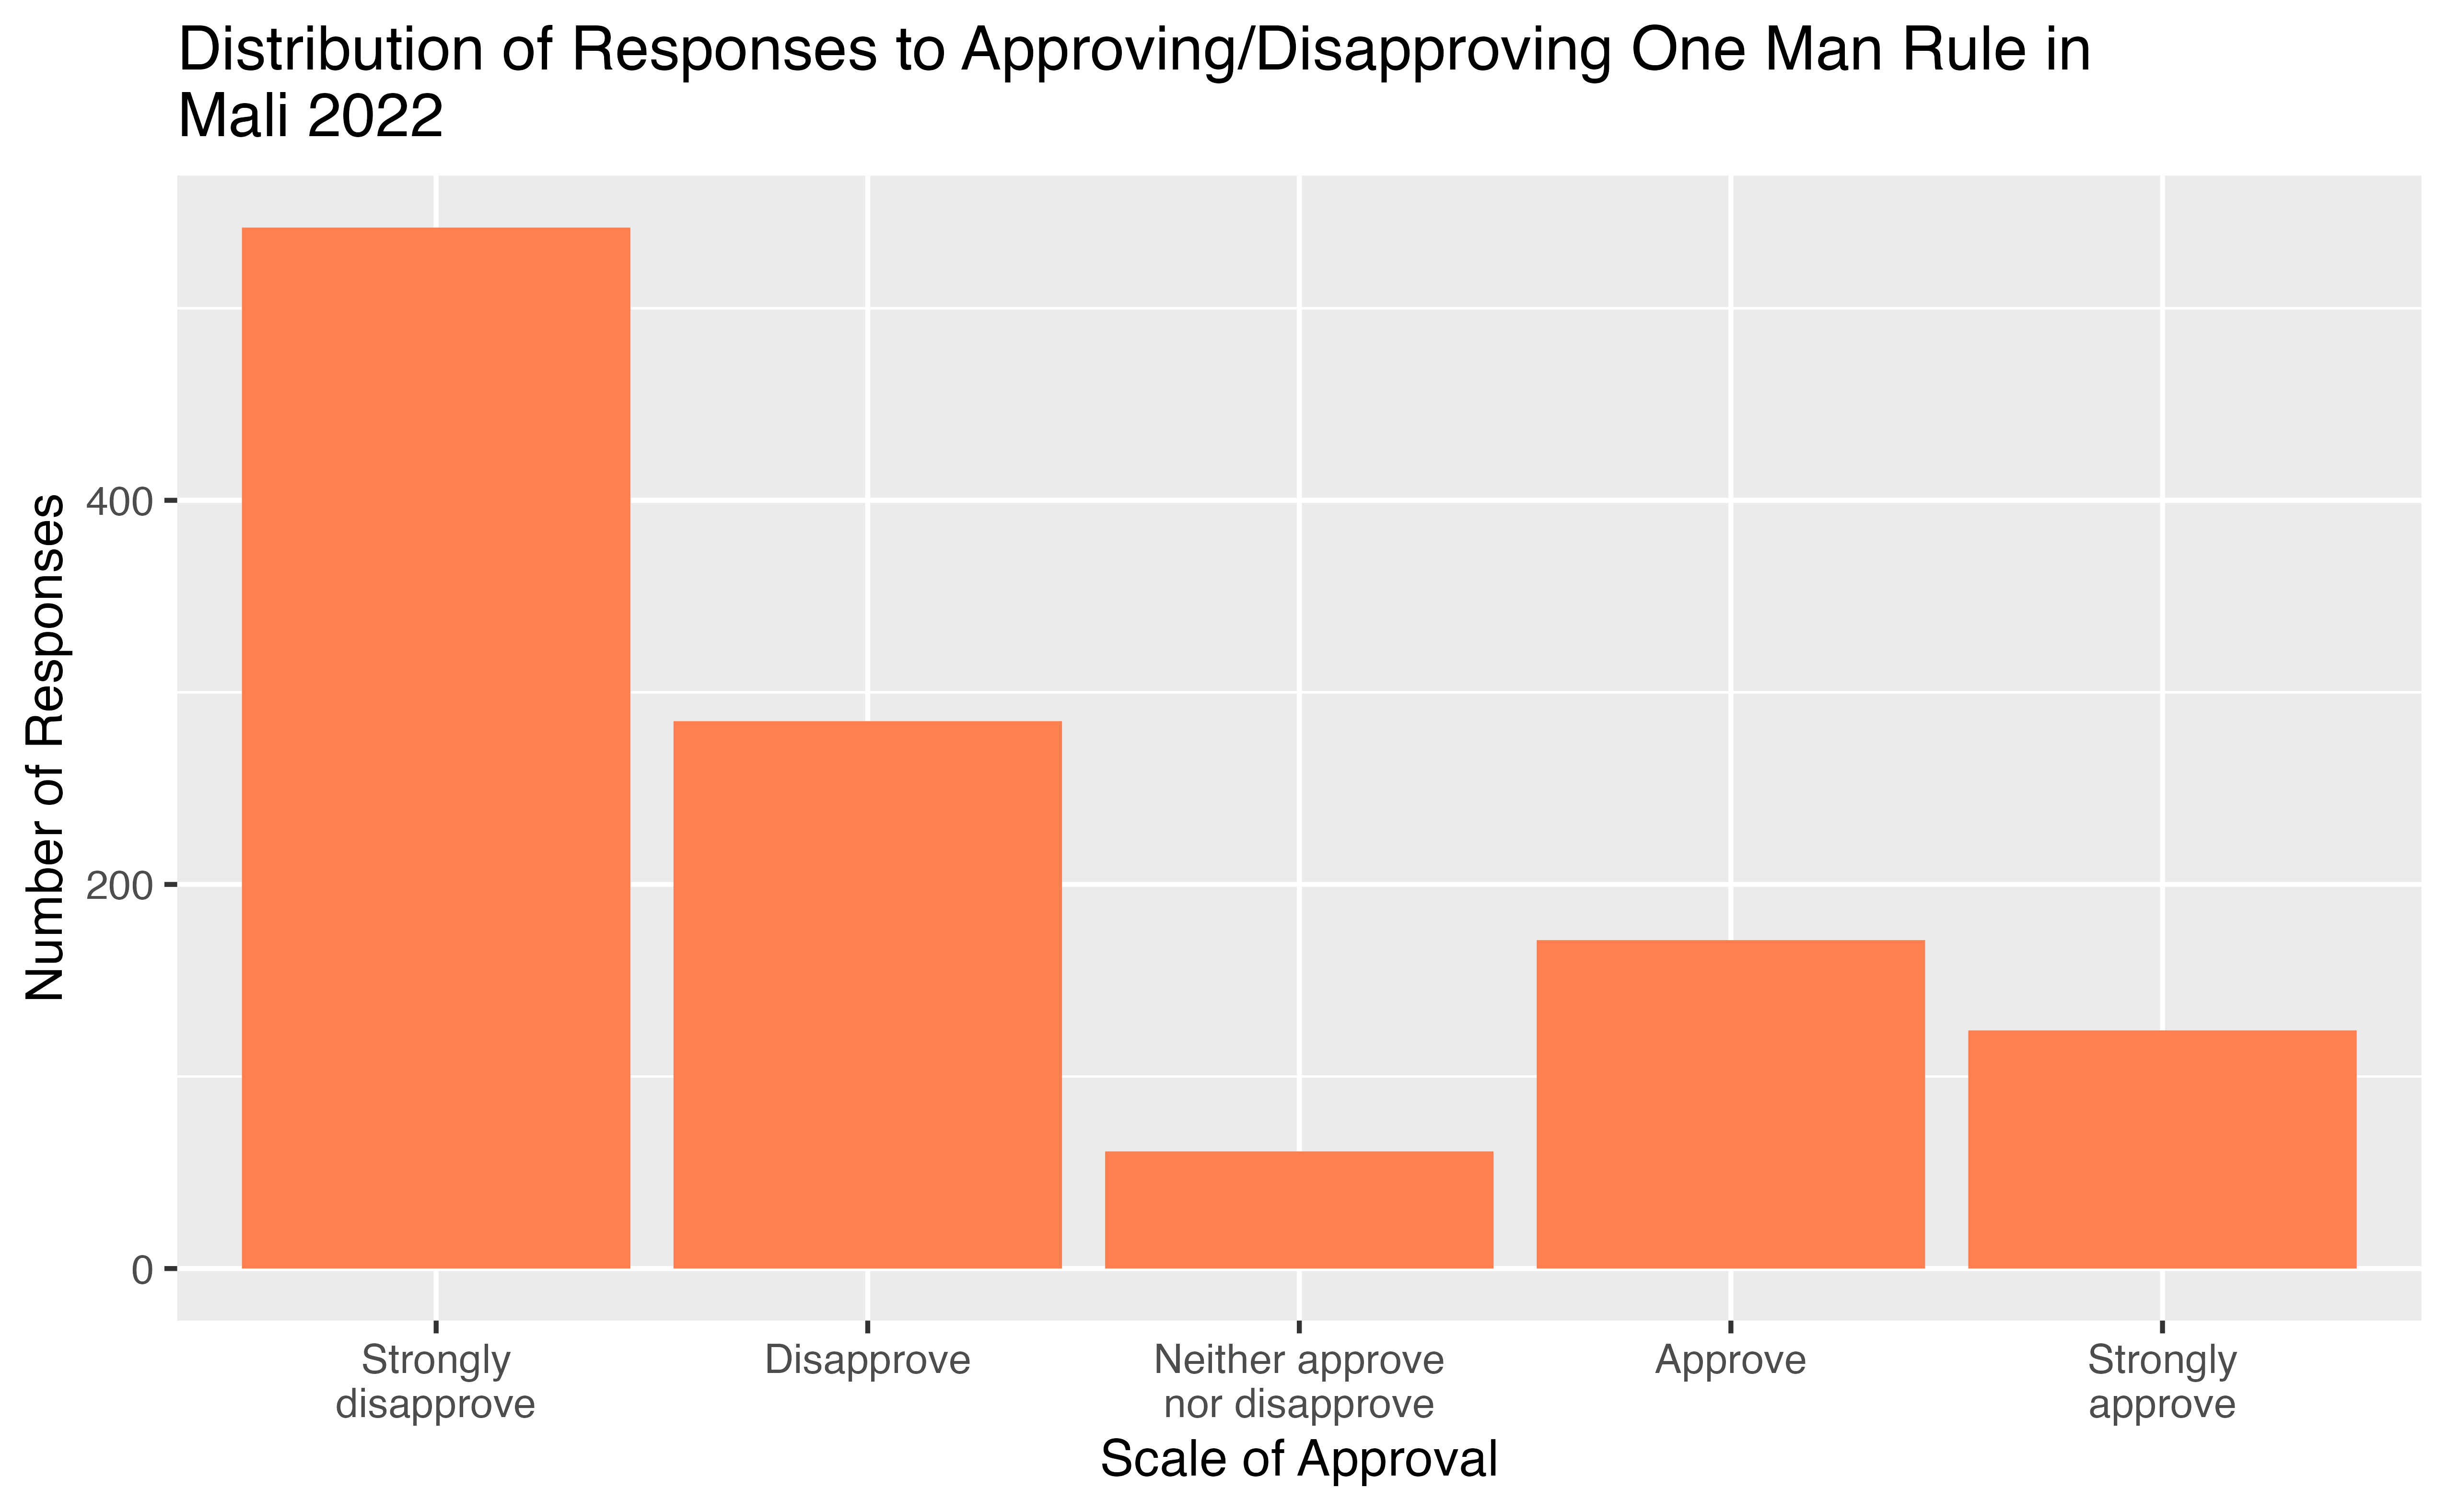 Distribution of Responses to Approving/Disapproving One Man Rule in
Mali 2022
Number of Responses
400
200
0
Strongly
disapprove
Disapprove
Neither approve
nor disapprove
Approve
Strongly
approve
Scale of Approval